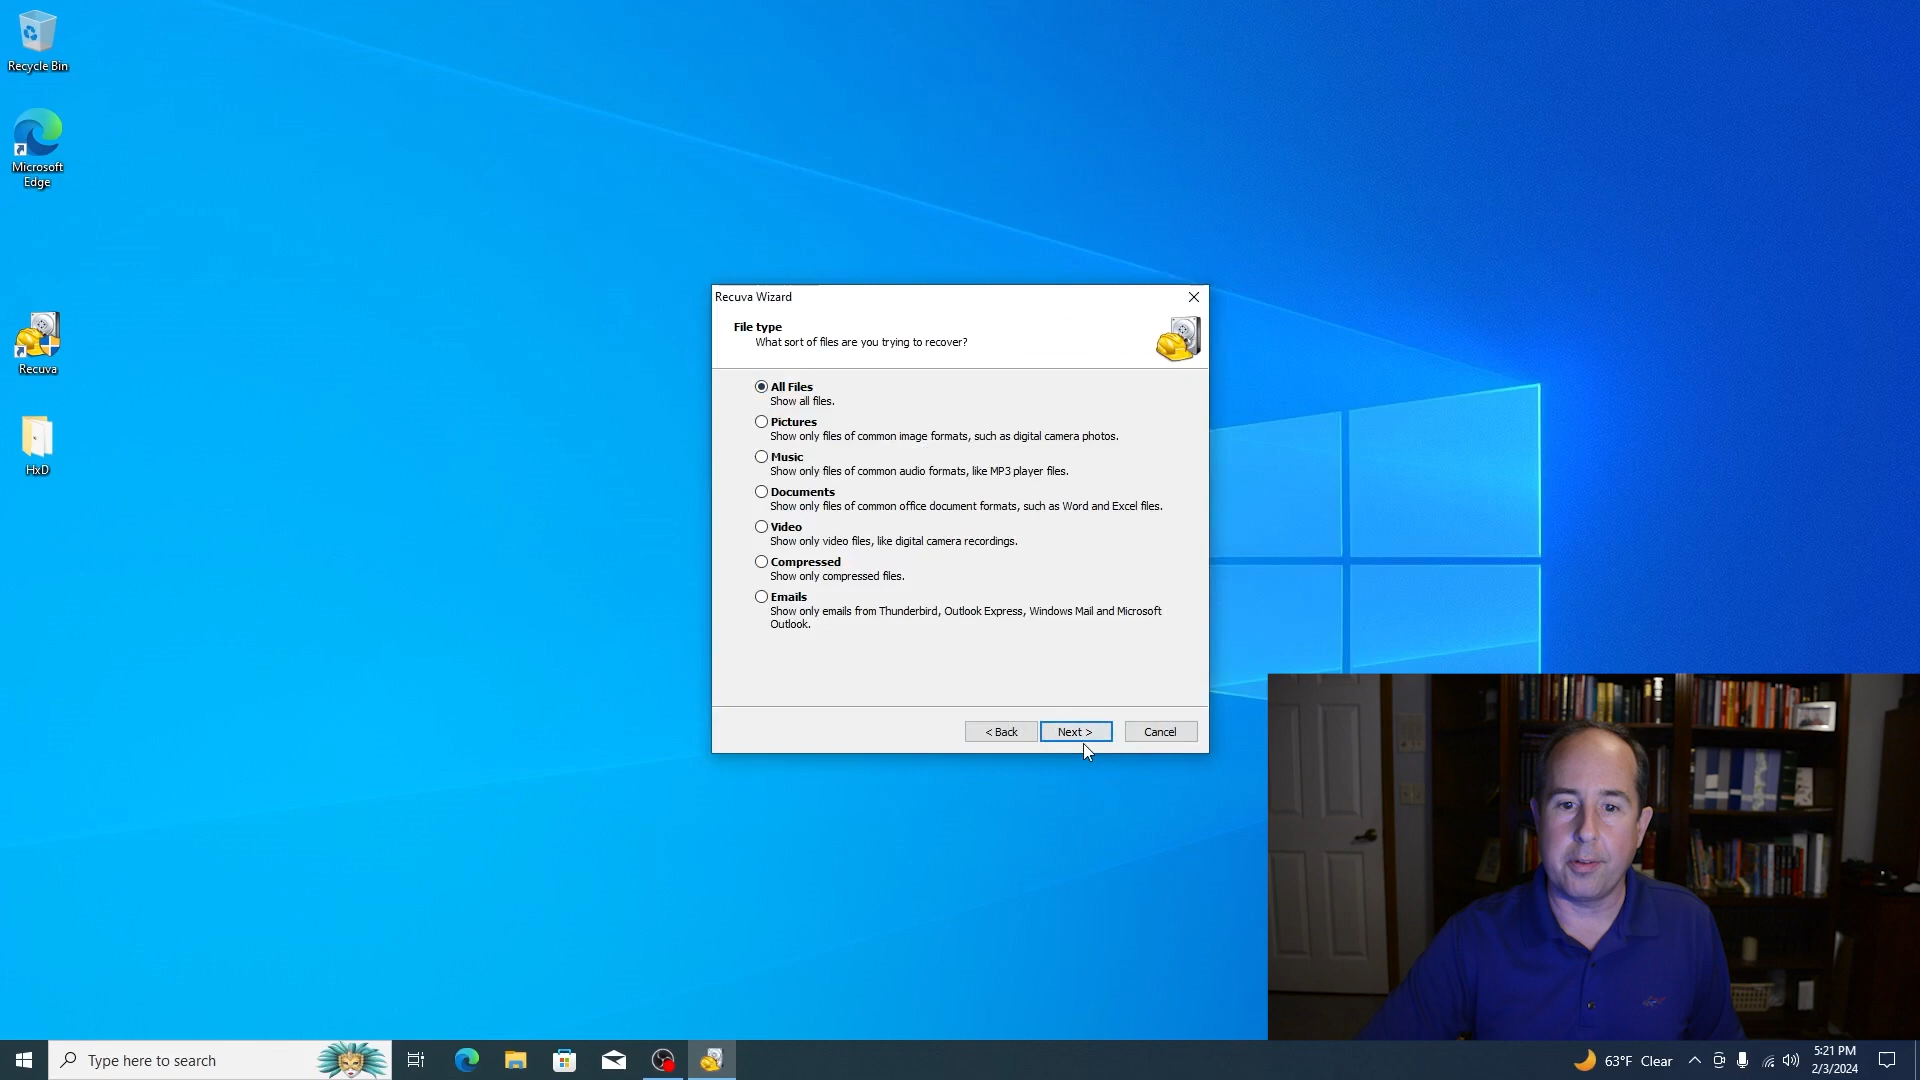 Recycle Bin
Microsoft
Edge
Recuva
HxD
Recuva Wizard
File type
What sort of files are you trying to recover?
All Files
Show all files.
Pictures
Show only files of common image formats, such as digital camera photos.
Music
Show only files of common audio formats, like MP3 player files.
Documents
Show only files of common office document formats, such as Word and Excel files.
Video
Show only video files, like digital camera recordings.
Compressed
Show only compressed files.
Emails
Show only emails from Thunderbird, Outlook Express, Windows Mail and Microsoft
Outlook.
< Back
Next >
Cancel
Type here to search
63°F Clear
5:21 PM
2/3/2024